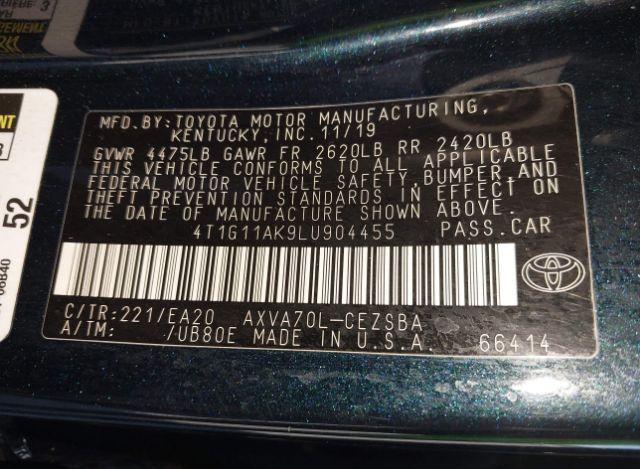 MFD.BY:TOYOTA MOTOR MANUFACTURING,
KENTUCKY,INC.11/19
GVWR 4475LB GAWR FR 2620LB RR 2420LB
THIS VEHICLE CONFORMS TO ALL APPLICABLE
FEDERAL MOTOR VEHICLE SAFETY,BUMPER,AND
THEFT PREVENTION STANDARDS IN EFFECT ON
THE DATE OF MANUFACTURE SHOWN ABOVE.
4T1G11AK9LU904455 PASS.CAR
C/TR:221/EA20 AXVA70L-CEZSBA
A/TM: /UB80E MADE IN U.S.A. 66414
52
06B40